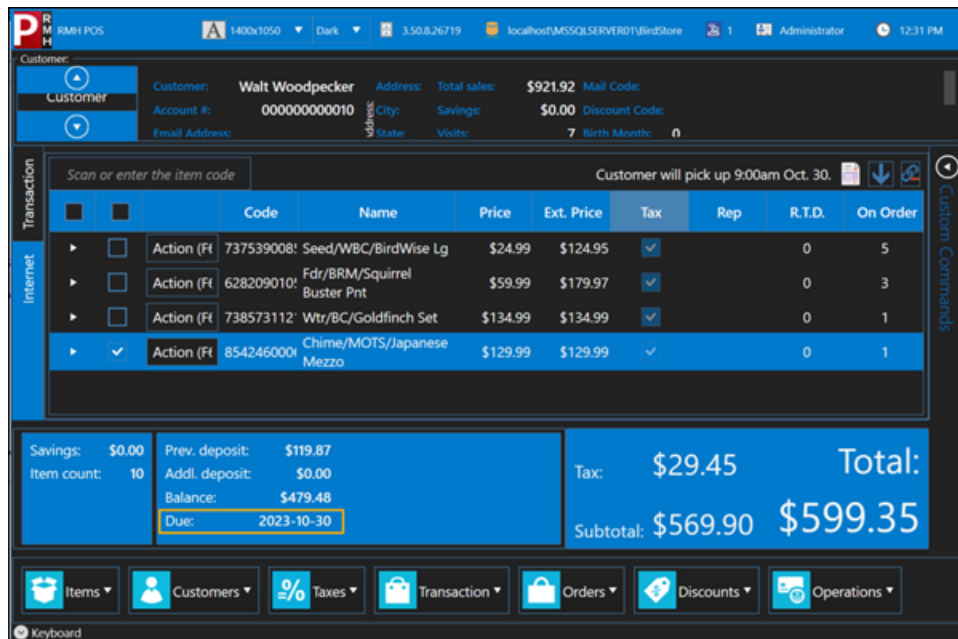 P RMH RMH POS A 1400x1050 Dark 3.50.8.26719 localhost\MSSQLSERVER01\BirdStore 1 Administrator 12:31 PM
Customer:
Customer
Customer: Walt Woodpecker Address: Total sales: $921.92 Mail Code:
Account #: 000000000010 City: Savings: $0.00 Discount Code:
Email Address: State: Visits: 7 Birth Month: 0
Transaction
Internet
Scan or enter the item code Customer will pick up 9:00am Oct. 30.
Custom Commands
Code Name Price Ext. Price Tax Rep R.T.D. On Order
Action (F 737539008 Seed/WBC/BirdWise Lg $24.99 $124.95 0 5
Action (F 628209010 Fdr/BRM/Squirrel Buster Pnt $59.99 $179.97 0 3
Action (F 738573112 Wtr/BC/Goldfinch Set $134.99 $134.99 0 1
Action (F 854246000 Chime/MOTS/Japanese Mezzo $129.99 $129.99 0 1
Savings: $0.00
Item count: 10
Prev. deposit: $119.87
Addl. deposit: $0.00
Balance: $479.48
Due: 2023-10-30
Tax: $29.45 Total:
Subtotal: $569.90 $599.35
Items Customers Taxes Transaction Orders Discounts Operations
Keyboard